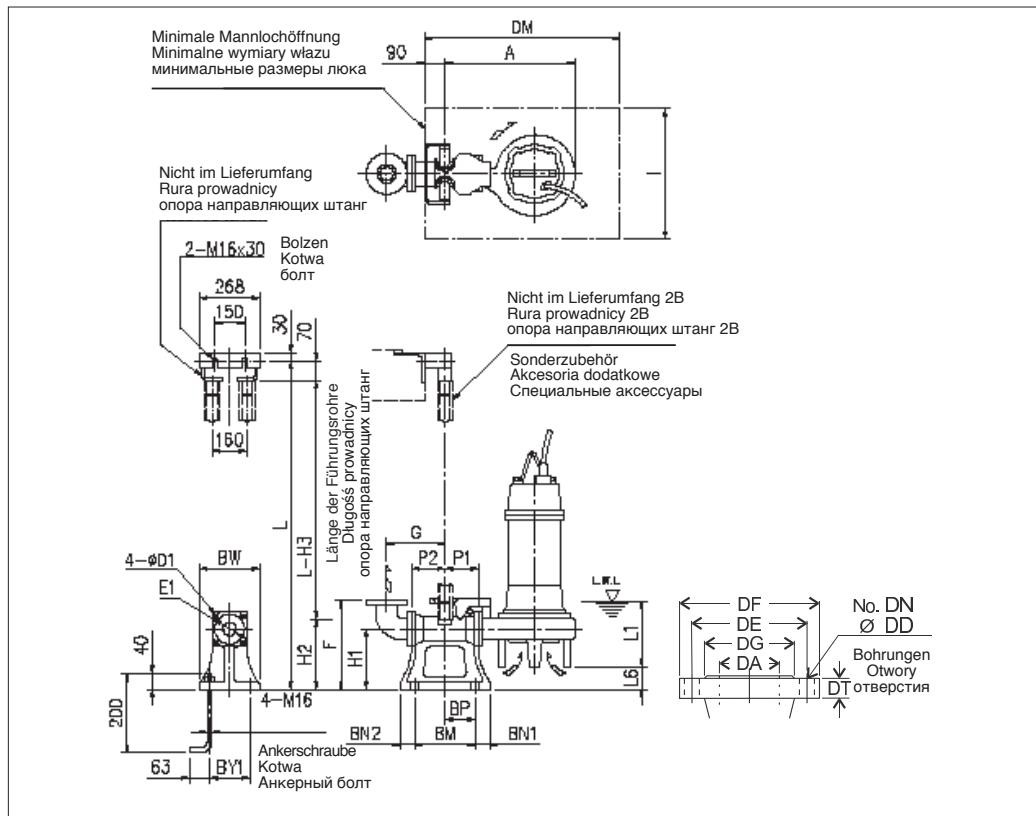 DM
Minimale Mannlochöffnung
Minimalne wymiary włazu
минимальные размеры люка
90
A
I
Nicht im Lieferumfang
Rura prowadnicy
опора направляющих штанг
2-M16x30
Bolzen
Kotwa
болт
268
150
30
70
160
Nicht im Lieferumfang 2B
Rura prowadnicy 2B
опора направляющих штанг 2B
Sonderzubehör
Akcesoria dodatkowe
Специальные аксессуары
L
L-H3
Länge der Führungsrohre
Długośś prowadnicy
опора направляющих штанг
G
P2
P1
4-ØD1
BW
E1
40
H2
F
H1
L.W.L
L1
L6
4-M16
200
BP
BN2
BM
BN1
63
BY1
Ankerschraube
Kotwa
Анкерный болт
DF
DE
DG
DA
No. DN
Ø DD
Bohrungen
Otwory
отверстия
DT